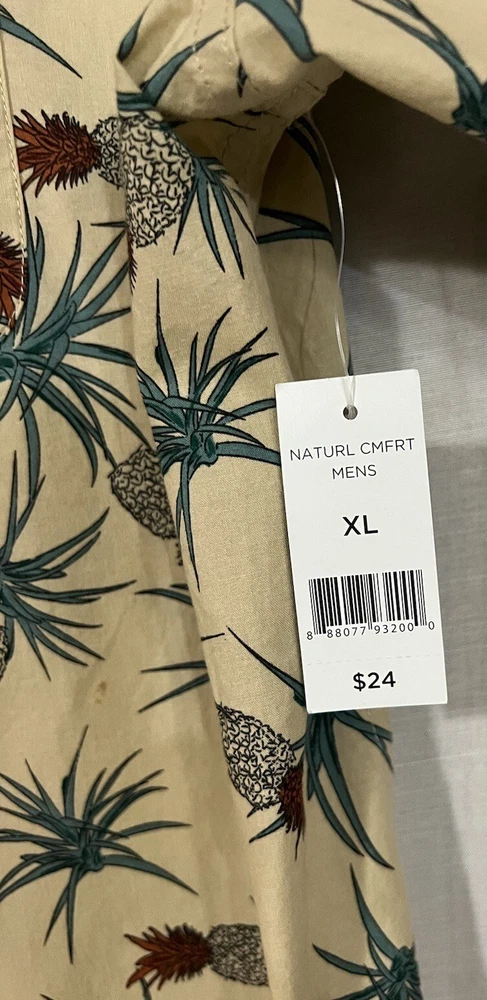 NATURL CMFRT
MENS
XL
8 88077 93200 0
$24